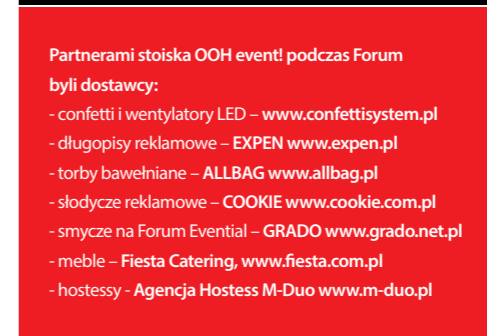 Partnerami stoiska OOH event! podczas Forum
byli dostawcy:
- confetti i wentylatory LED – www.confettisystem.pl
- długopisy reklamowe – EXPEN www.expen.pl
- torby bawełniane – ALLBAG www.allbag.pl
- słodycze reklamowe – COOKIE www.cookie.com.pl
- smycze na Forum Evential – GRADO www.grado.net.pl
- meble – Fiesta Catering, www.fiesta.com.pl
- hostessy - Agencja Hostess M-Duo www.m-duo.pl